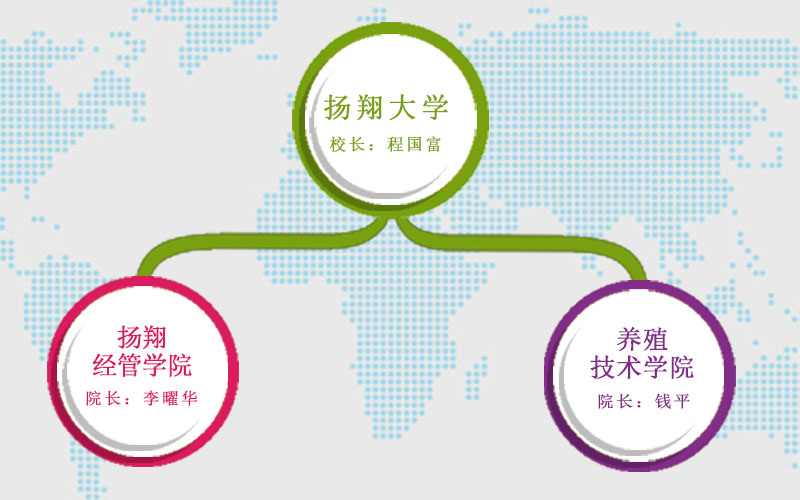 扬翔大学
校长：程国富
扬翔
经管学院
院长：李曜华
养殖
技术学院
院长：钱平